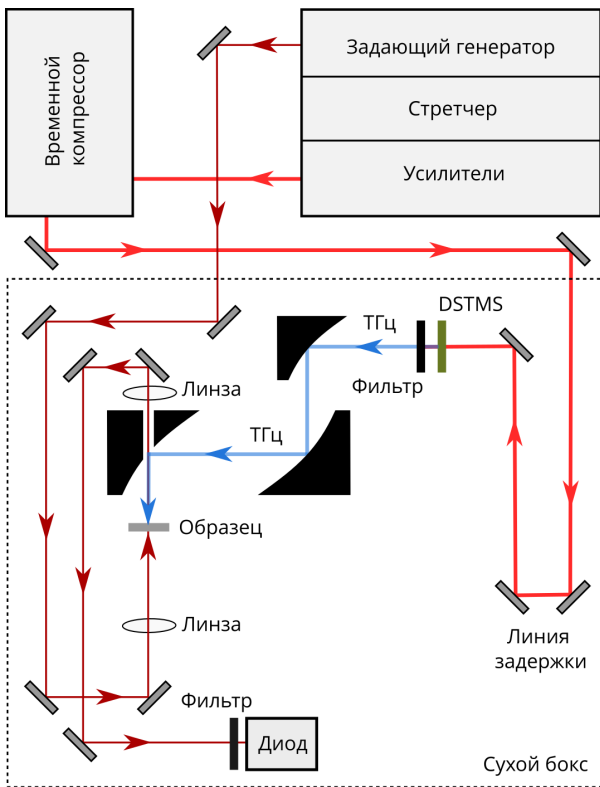 Задающий генератор
Стретчер
Усилители
Временной
компрессор
DSTMS
ТГц
Фильтр
Линза
ТГц
Образец
Линза
Линия
задержки
Фильтр
Диод
Сухой бокс